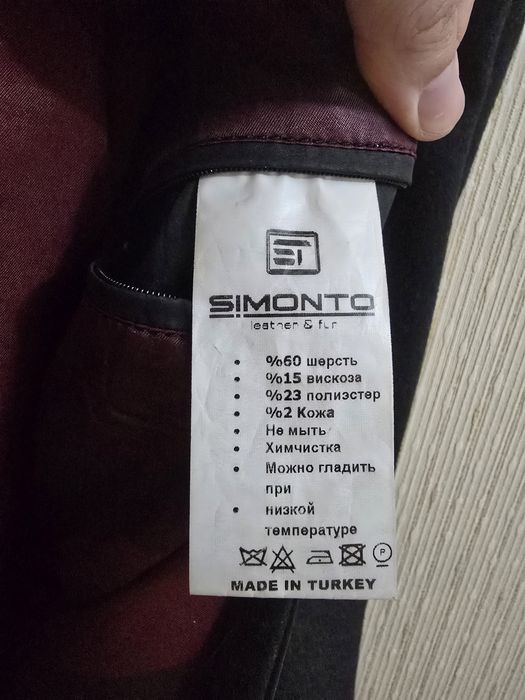 SIMONTO
leather & fur
%60 шерсть
%15 вискоза
%23 полиэстер
%2 Кожа
Не мыть
Химчистка
Можно гладить
при
низкой
температуре
P
MADE IN TURKEY